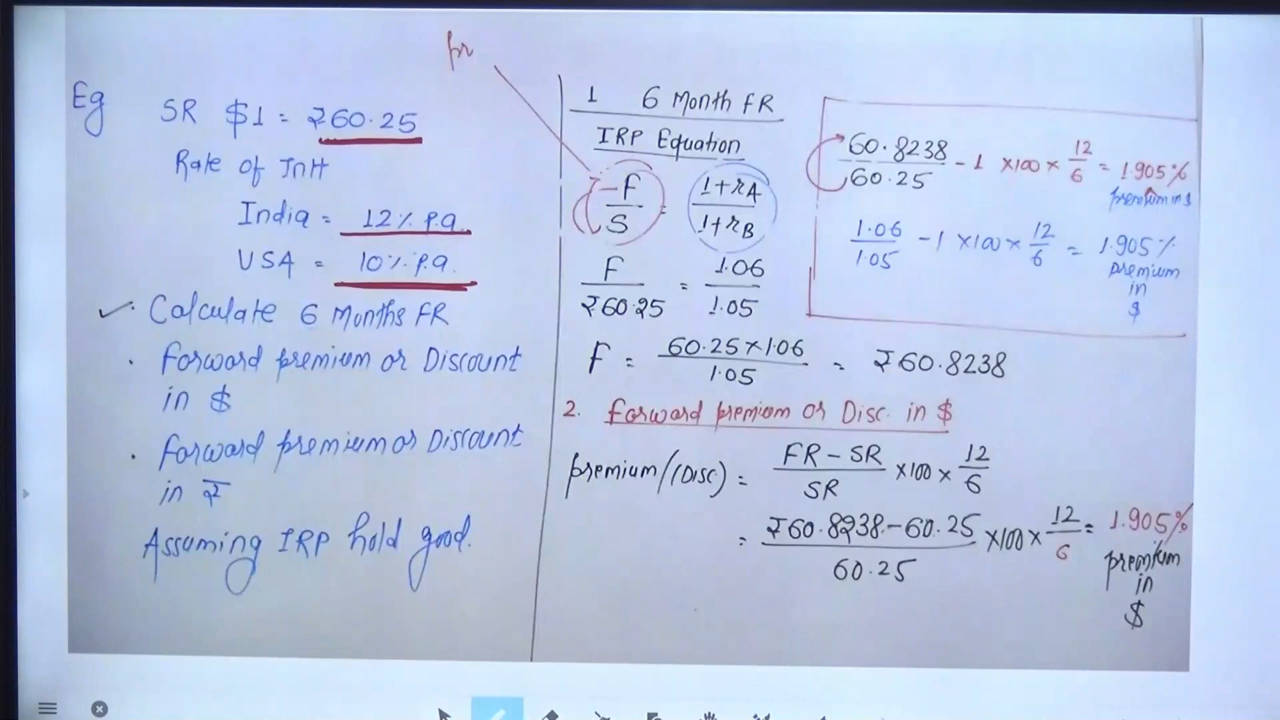 Eg
SR $1 = ₹60.25
Rate of Int
India = 12% p.a.
USA = 10% p.a.
Calculate 6 Months FR
. Forward premium or Discount
in $
. Forward premium or Discount
in ₹
Assuming IRP hold good.
1 6 Month FR
IRP Equation
F/S = 1+rA/1+rB
F/₹60.25 = 1.06/1.05
F = 60.25×1.06/1.05 = ₹60.8238
2. Forward premium or Disc. in $
premium/(Disc) = FR-SR/SR ×100 × 12/6
= ₹60.8238-60.25/60.25 ×100 × 12/6 = 1.905%
premium
in
$
60.8238/60.25 - 1 ×100 × 12/6 = 1.905%
premium in $
1.06/1.05 - 1 ×100 × 12/6 = 1.905%
premium
in
$